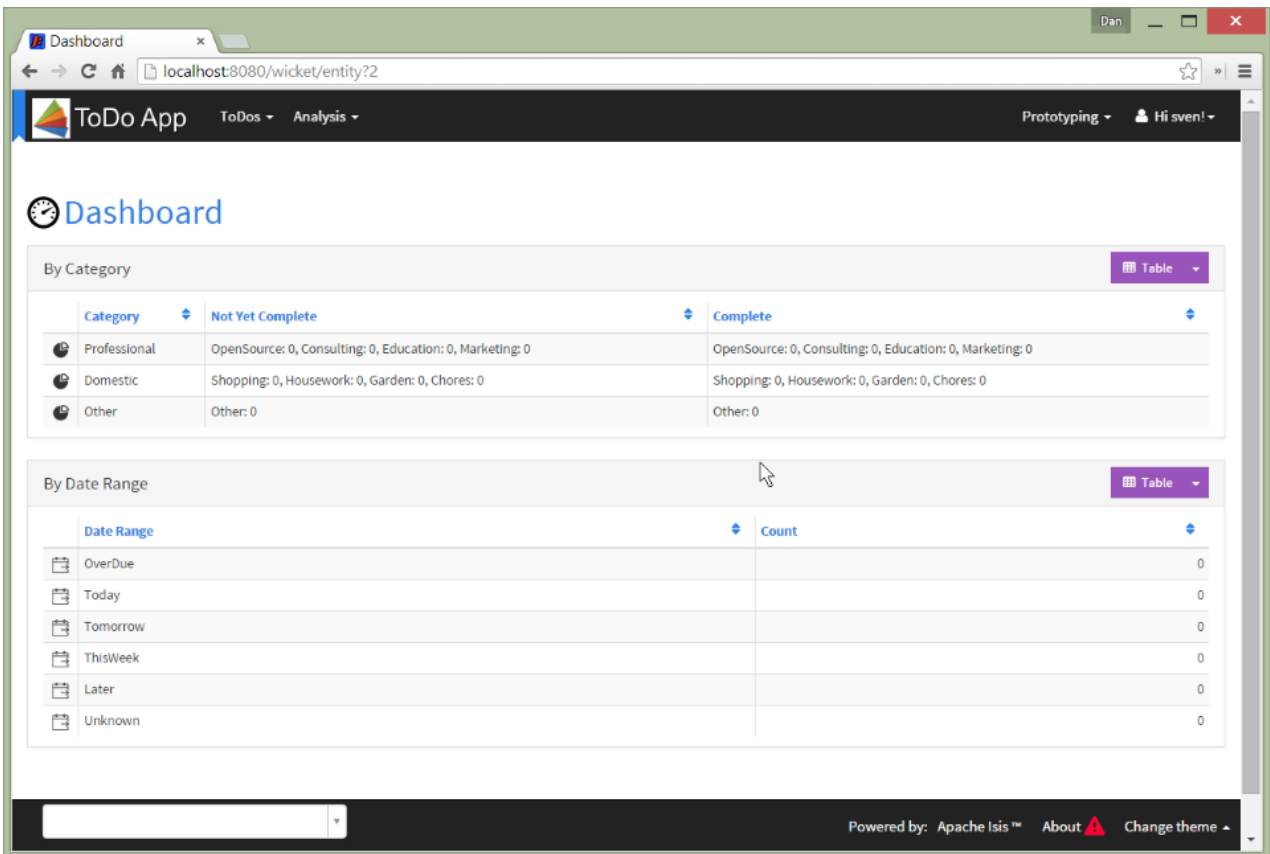 Dan
Dashboard
localhost:8080/wicket/entity?2
ToDo App ToDos Analysis Prototyping Hi sven!
Dashboard
By Category Table
Category Not Yet Complete Complete
Professional OpenSource: 0, Consulting: 0, Education: 0, Marketing: 0 OpenSource: 0, Consulting: 0, Education: 0, Marketing: 0
Domestic Shopping: 0, Housework: 0, Garden: 0, Chores: 0 Shopping: 0, Housework: 0, Garden: 0, Chores: 0
Other Other: 0 Other: 0
By Date Range Table
Date Range Count
OverDue 0
Today 0
Tomorrow 0
ThisWeek 0
Later 0
Unknown 0
Powered by: Apache Isis™ About Change theme